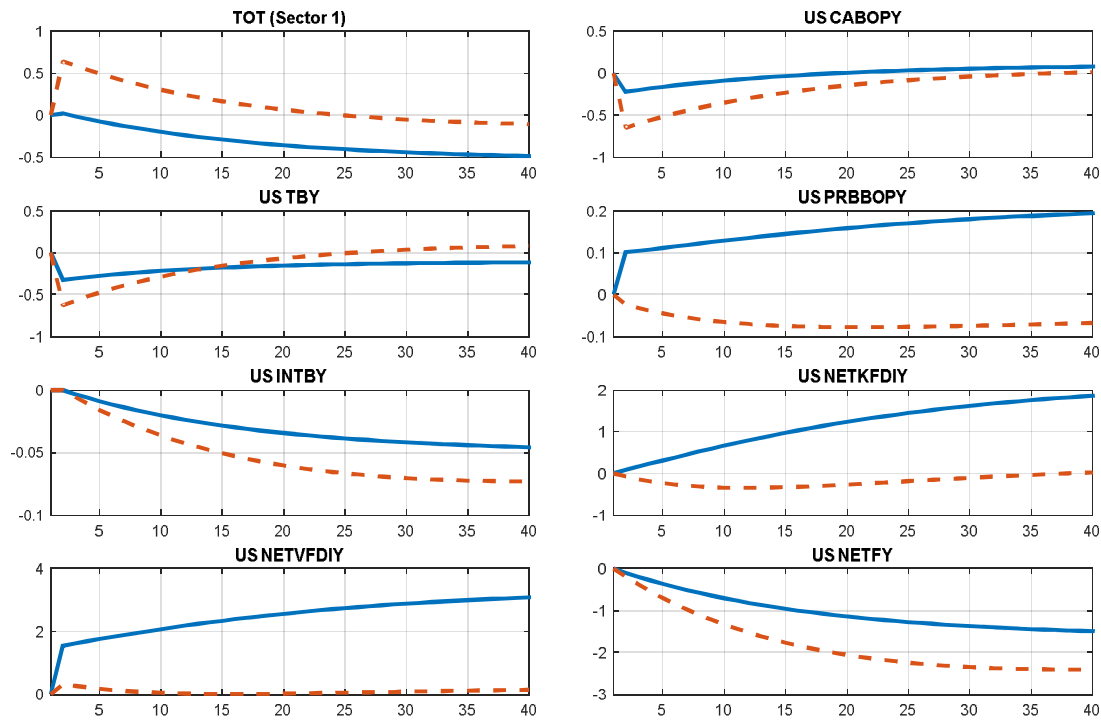 TOT (Sector 1)
1
0.5
0
-0.5
5 10 15 20 25 30 35 40
US CABOPY
0.5
0
-0.5
-1
5 10 15 20 25 30 35 40
US TBY
0.5
0
-0.5
-1
5 10 15 20 25 30 35 40
US PRBBOPY
0.2
0.1
0
-0.1
5 10 15 20 25 30 35 40
US INTBY
0
-0.05
-0.1
5 10 15 20 25 30 35 40
US NETKFDIY
2
1
0
-1
5 10 15 20 25 30 35 40
US NETVFDIY
4
2
0
5 10 15 20 25 30 35 40
US NETFY
0
-1
-2
-3
5 10 15 20 25 30 35 40